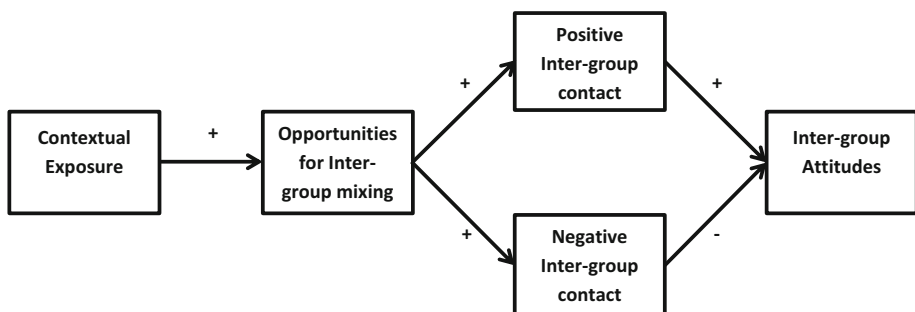 Contextual
Exposure
+
Opportunities
for Inter-
group mixing
+
+
Positive
Inter-group
contact
Negative
Inter-group
contact
+
-
Inter-group
Attitudes